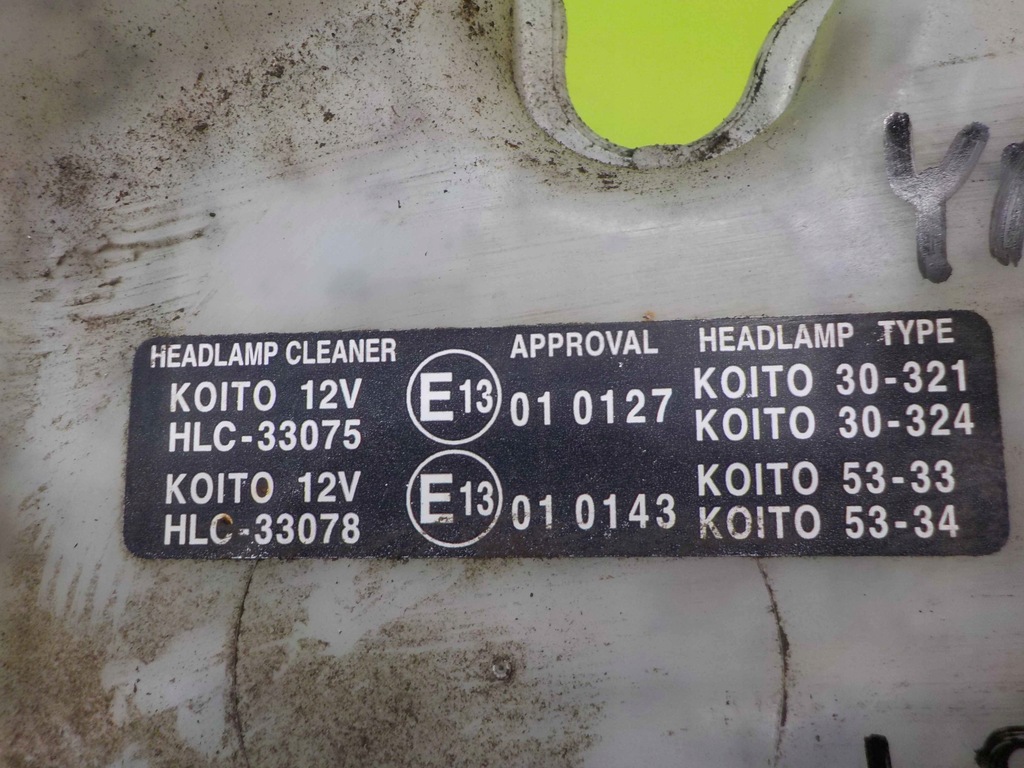 HEADLAMP CLEANER APPROVAL HEADLAMP TYPE
KOITO 12V E13 01 0127 KOITO 30-321
HLC-33075 KOITO 30-324
KOITO 12V E13 01 0143 KOITO 53-33
HLC-33078 KOITO 53-34